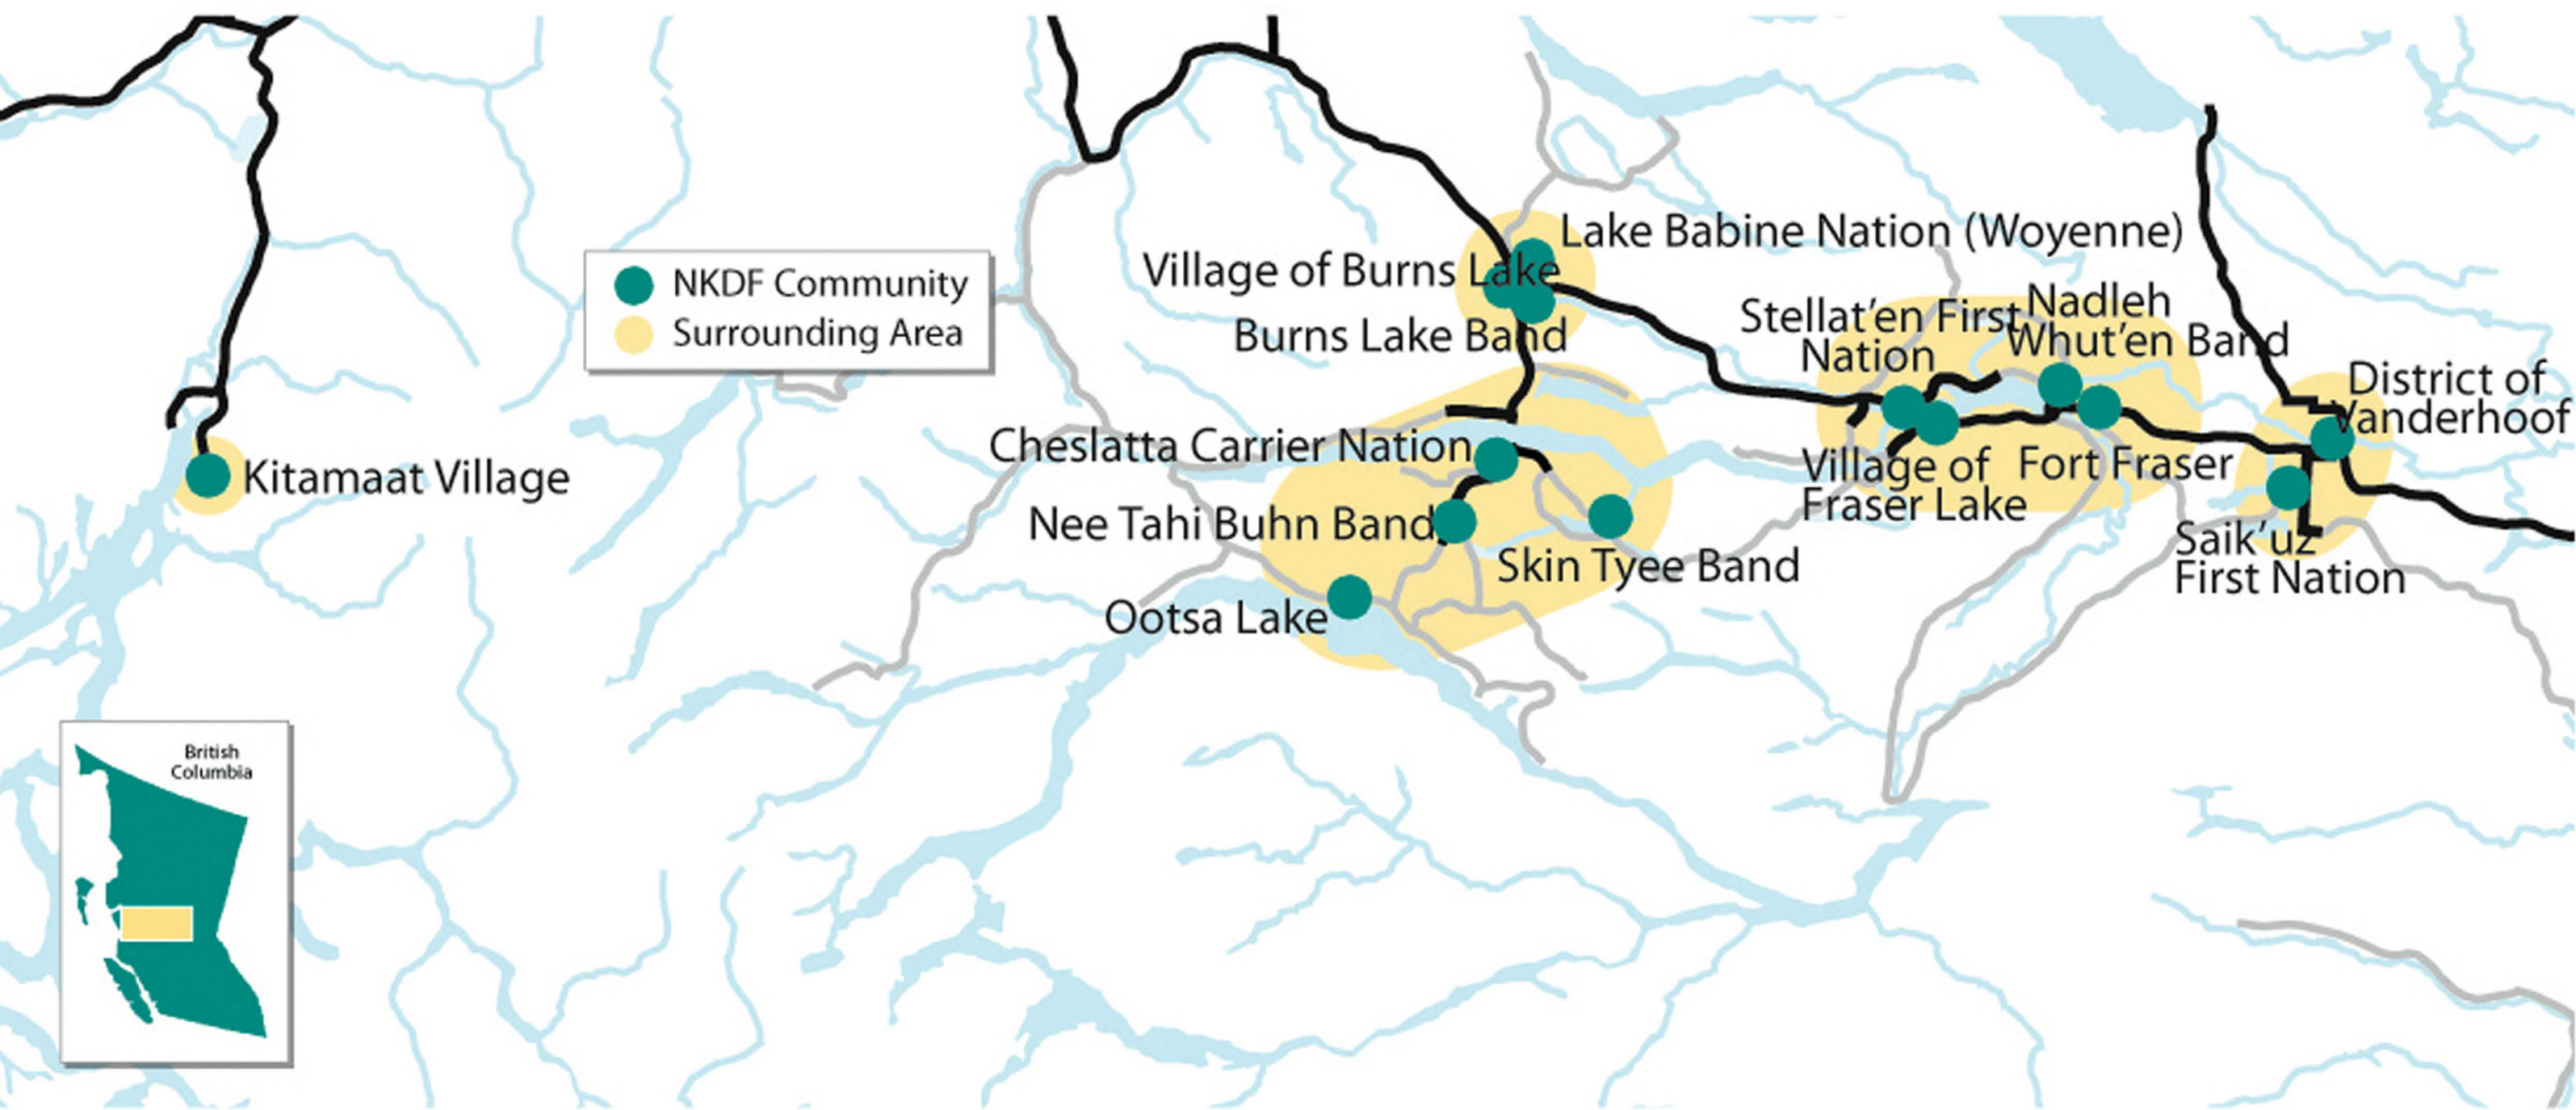 Lake Babine Nation (Woyenne)
Village of Burns Lake
Burns Lake Band
NKDF Community
Surrounding Area
Stellat'en First
Nation
Nadleh
Whut'en Band
District of
Vanderhoof
Cheslatta Carrier Nation
Kitamaat Village
Village of
Fraser Lake
Fort Fraser
Nee Tahi Buhn Band
Skin Tyee Band
Saik'uz
First Nation
Ootsa Lake
British
Columbia